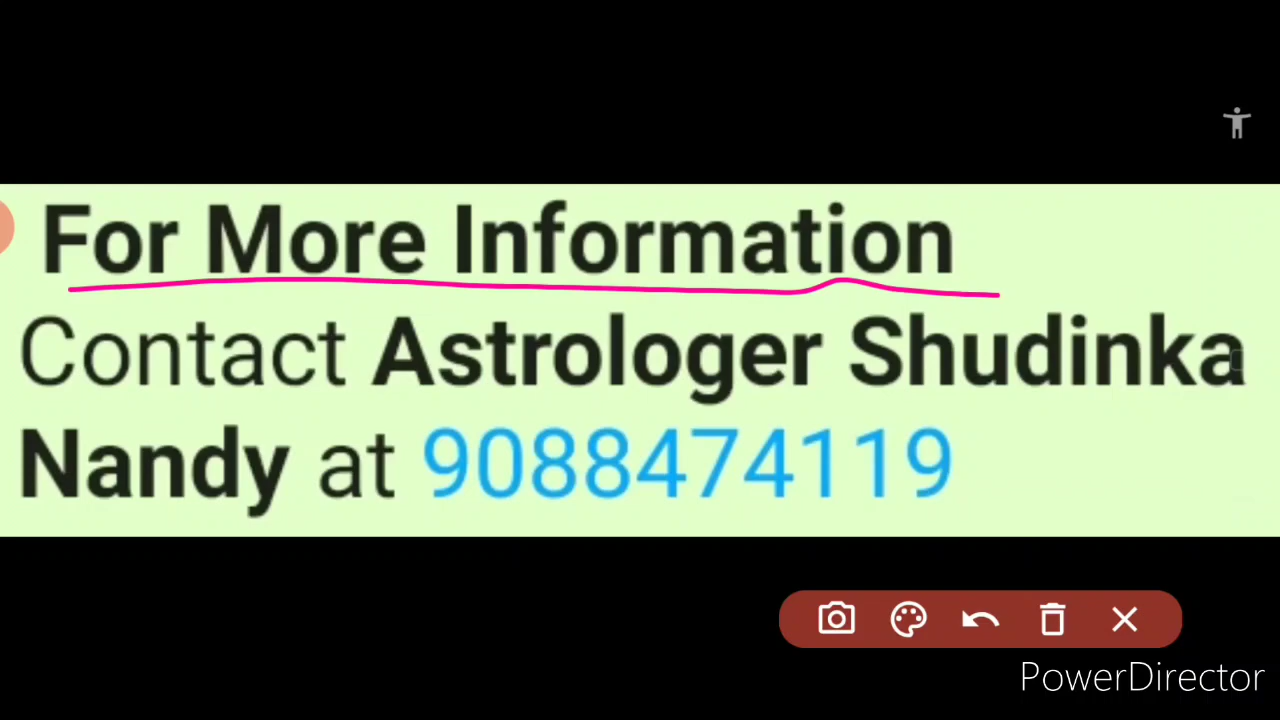 For More Information
Contact Astrologer Shudinka
Nandy at 9088474119
PowerDirector